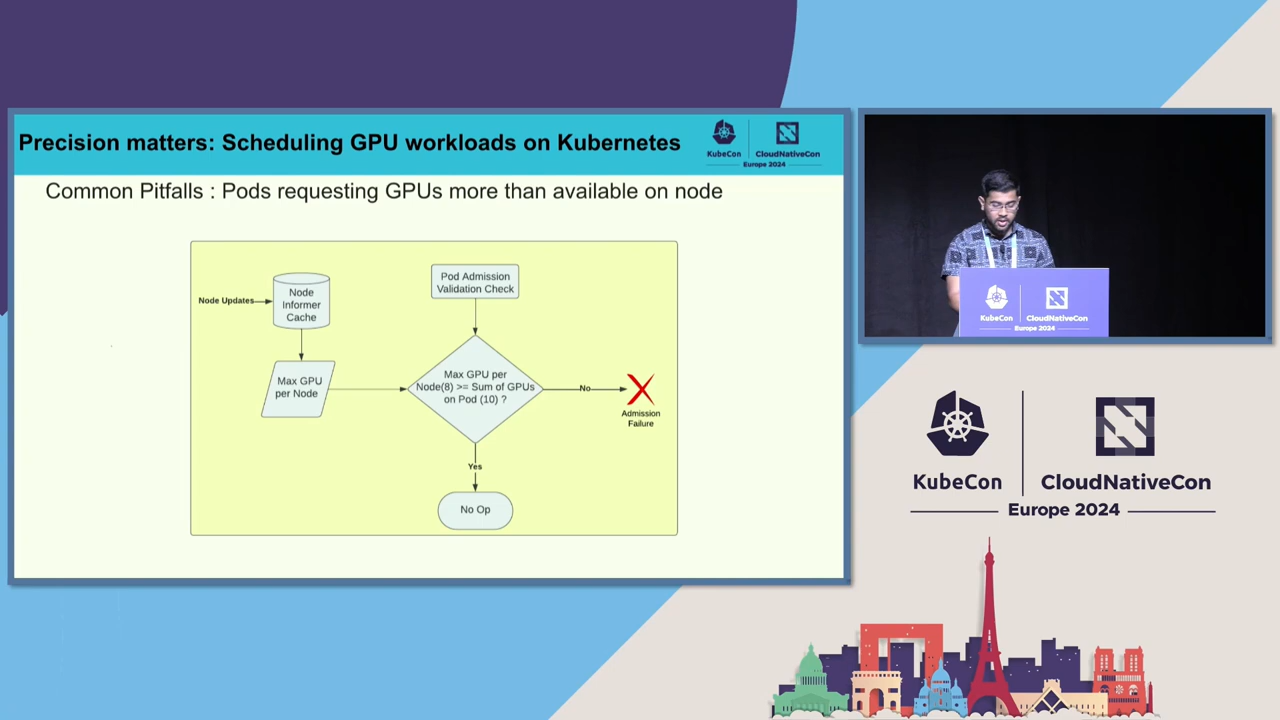 Precision matters: Scheduling GPU workloads on Kubernetes
KubeCon
CloudNativeCon
Europe 2024
Common Pitfalls : Pods requesting GPUs more than available on node
Node Updates
Node
Informer
Cache
Max GPU
per Node
Pod Admission
Validation Check
Max GPU per
Node(8) >= Sum of GPUs
on Pod (10) ?
No
Admission
Failure
Yes
No Op
KubeCon
CloudNativeCon
Europe 2024
KubeCon
CloudNativeCon
Europe 2024